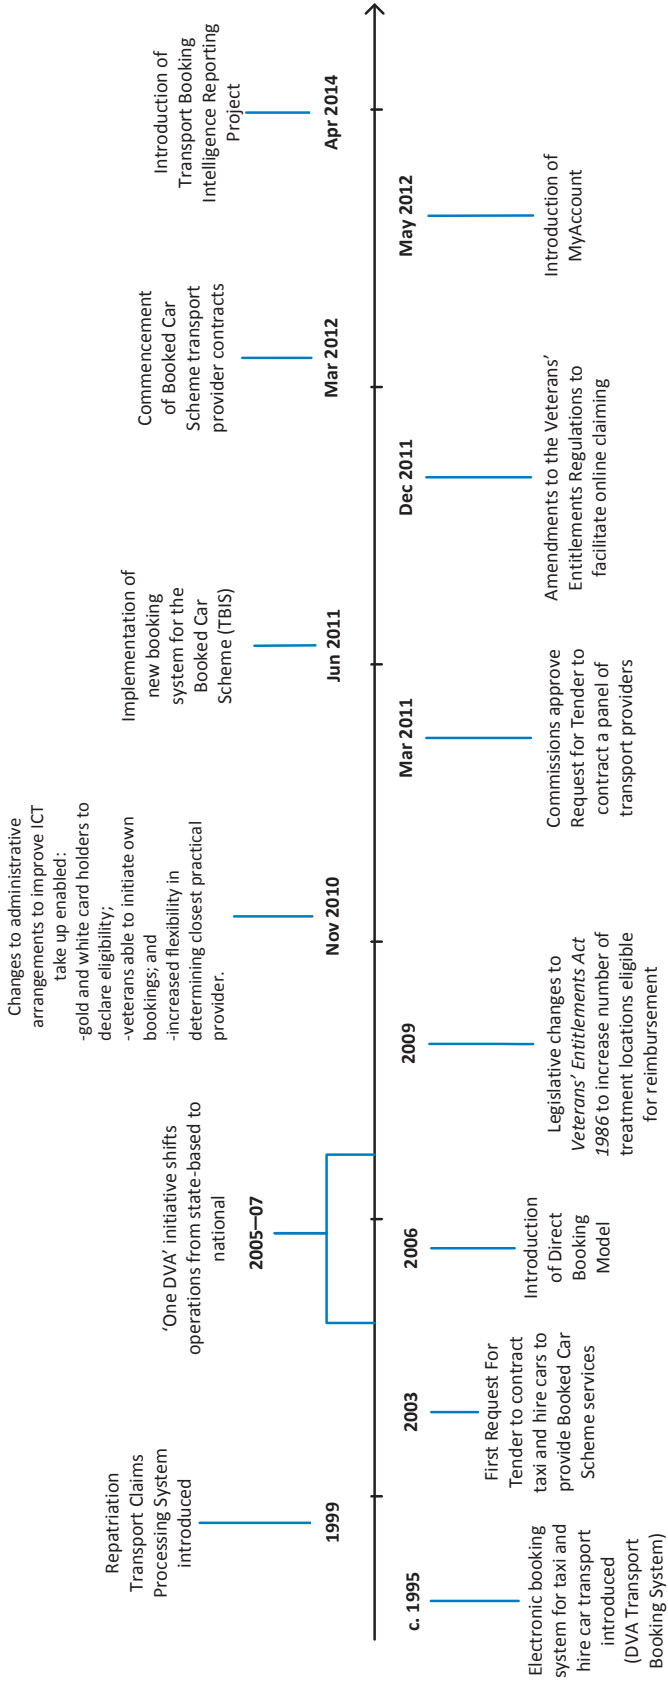 Repatriation
Transport Claims
Processing System
introduced
1999
‘One DVA’ initiative shifts
operations from state-based to
national
2005—07
Changes to administrative
arrangements to improve ICT
take up enabled:
-gold and white card holders to
declare eligibility;
-veterans able to initiate own
bookings; and
-increased flexibility in
determining closest practical
provider.
Nov 2010
Implementation of
new booking
system for the
Booked Car
Scheme (TBIS)
Jun 2011
Commencement
of Booked Car
Scheme transport
provider contracts
Mar 2012
Introduction of
Transport Booking
Intelligence Reporting
Project
Apr 2014
c. 1995
Electronic booking
system for taxi and
hire car transport
introduced
(DVA Transport
Booking System)
2003
First Request For
Tender to contract
taxi and hire cars to
provide Booked Car
Scheme services
2006
Introduction
of Direct
Booking
Model
2009
Legislative changes to
Veterans’ Entitlements Act
1986 to increase number of
treatment locations eligible
for reimbursement
Mar 2011
Commissions approve
Request for Tender to
contract a panel of
transport providers
Dec 2011
Amendments to the Veterans’
Entitlements Regulations to
facilitate online claiming
May 2012
Introduction of
MyAccount